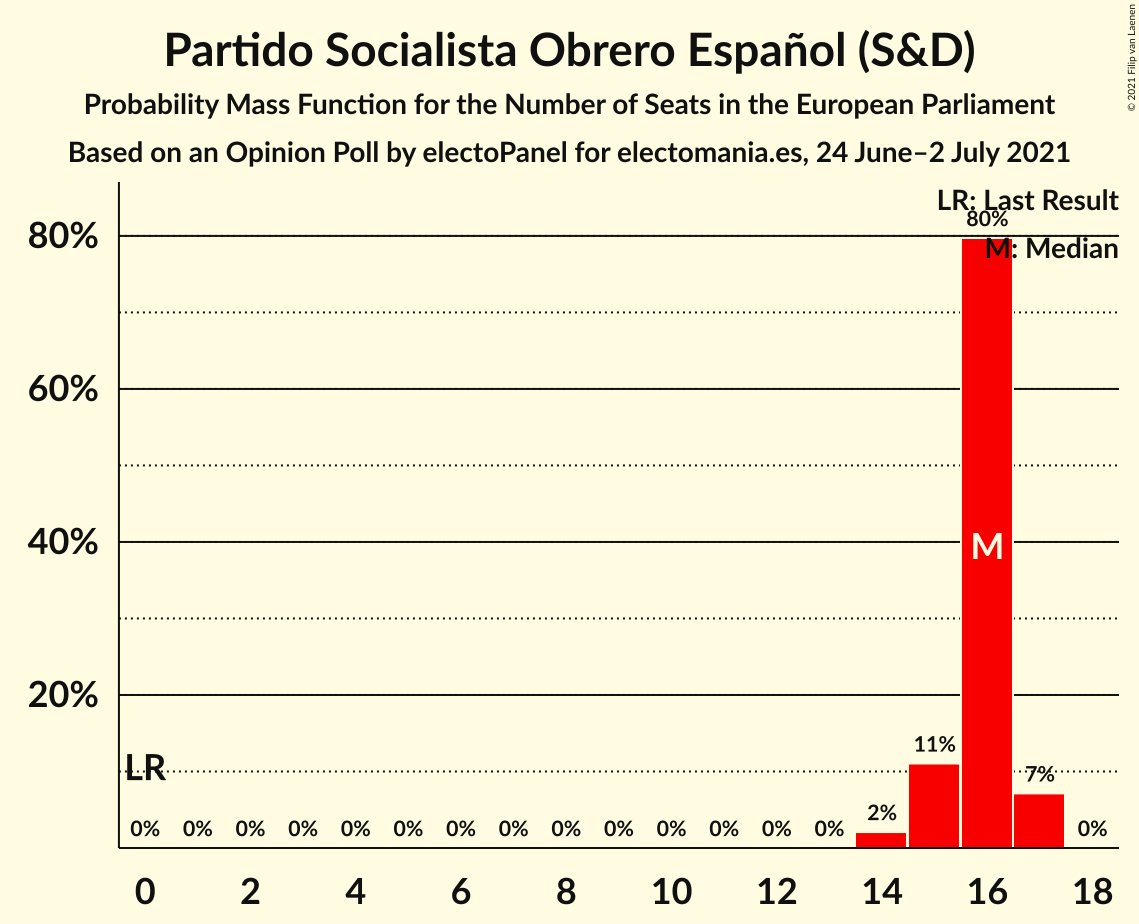 Partido Socialista Obrero Español (S&D)
Probability Mass Function for the Number of Seats in the European Parliament
Based on an Opinion Poll by electoPanel for electomania.es, 24 June–2 July 2021
© 2021 Filip van Laenen
LR: Last Result
80%
M: Median
80%
60%
40%
20%
M
LR
0% 0% 0% 0% 0% 0% 0% 0% 0% 0% 0% 0% 0% 0% 2% 11% 7% 0%
0 2 4 6 8 10 12 14 16 18